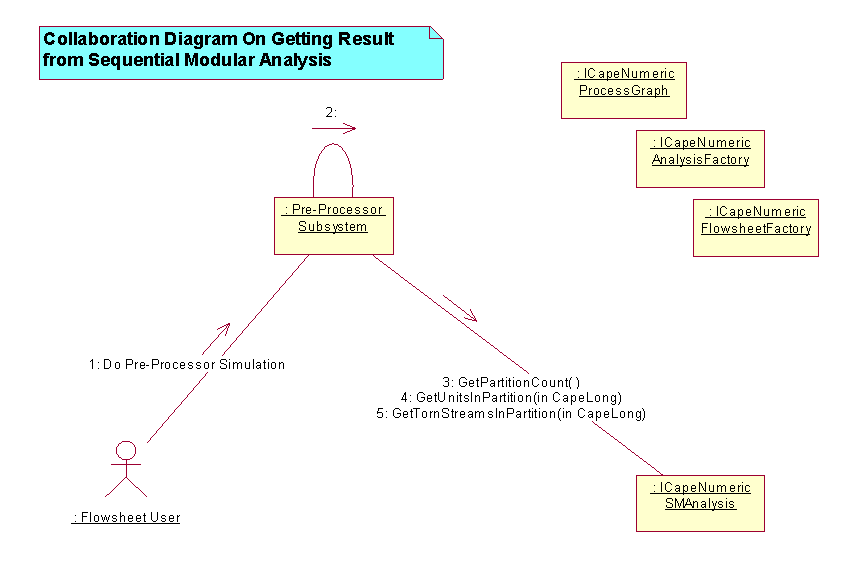 Collaboration Diagram On Getting Result
from Sequential Modular Analysis
: ICapeNumeric
ProcessGraph
2:
: ICapeNumeric
AnalysisFactory
: Pre-Processor
Subsystem
: ICapeNumeric
FlowsheetFactory
1: Do Pre-Processor Simulation
3: GetPartitionCount( )
4: GetUnitsInPartition(in CapeLong)
5: GetTornStreamsInPartition(in CapeLong)
: ICapeNumeric
SMAnalysis
: Flowsheet User